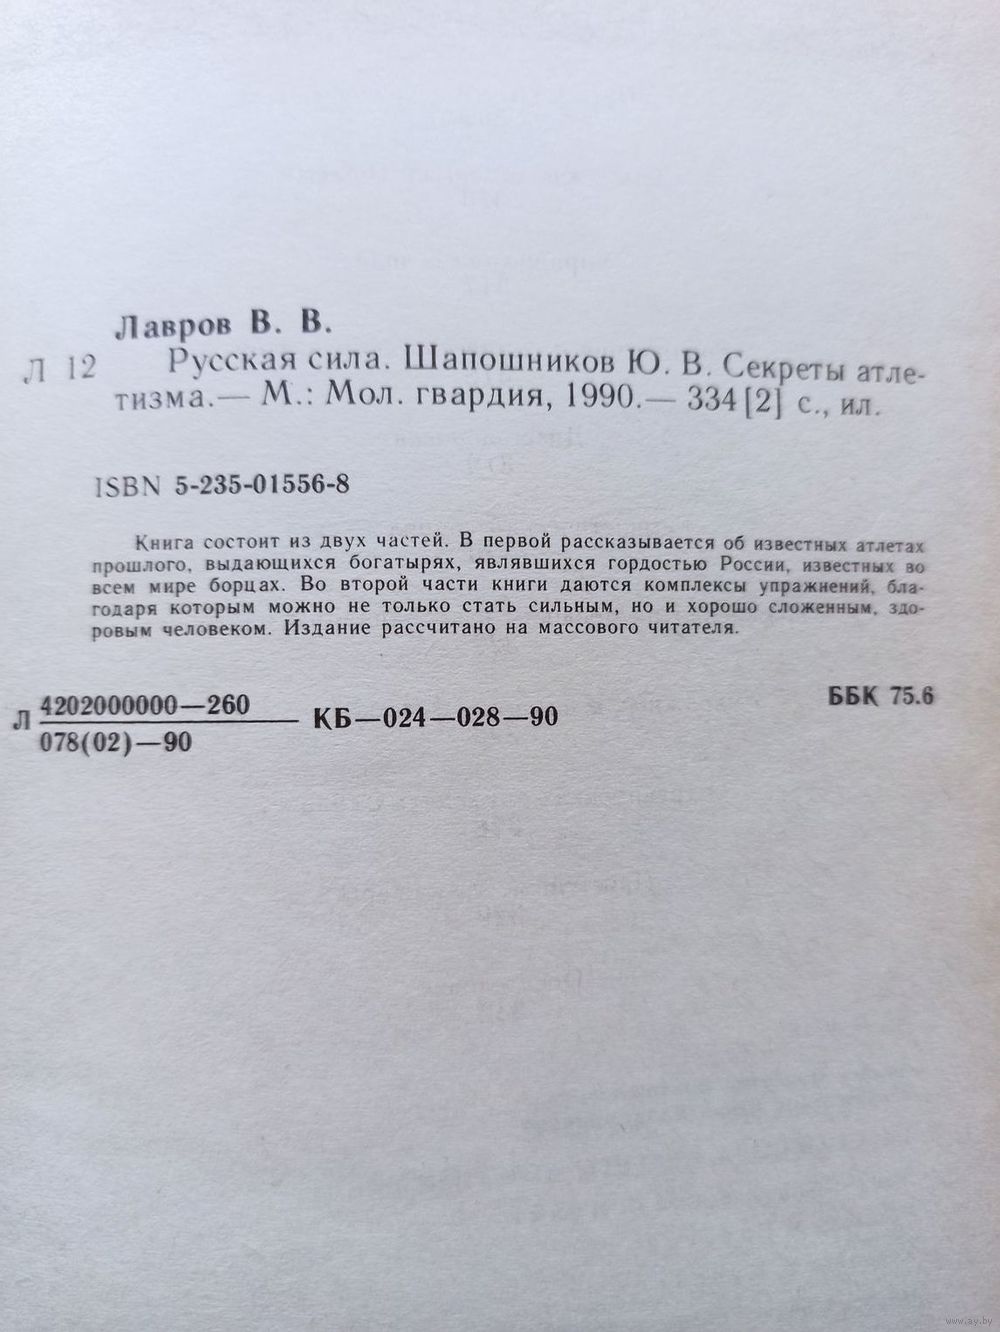 Лавров В. В.
Л 12 Русская сила. Шапошников Ю. В. Секреты атле-
тизма.— М.: Мол. гвардия, 1990.— 334[2] с., ил.
ISBN 5-235-01556-8
Книга состоит из двух частей. В первой рассказывается об известных атлетах
прошлого, выдающихся богатырях, являвшихся гордостью России, известных во
всем мире борцах. Во второй части книги даются комплексы упражнений, бла-
годаря которым можно не только стать сильным, но и хорошо сложенным, здо-
ровым человеком. Издание рассчитано на массового читателя.
ББК 75.6
Л 4202000000—260 КБ—024—028—90
078(02)—90
www.ay.by